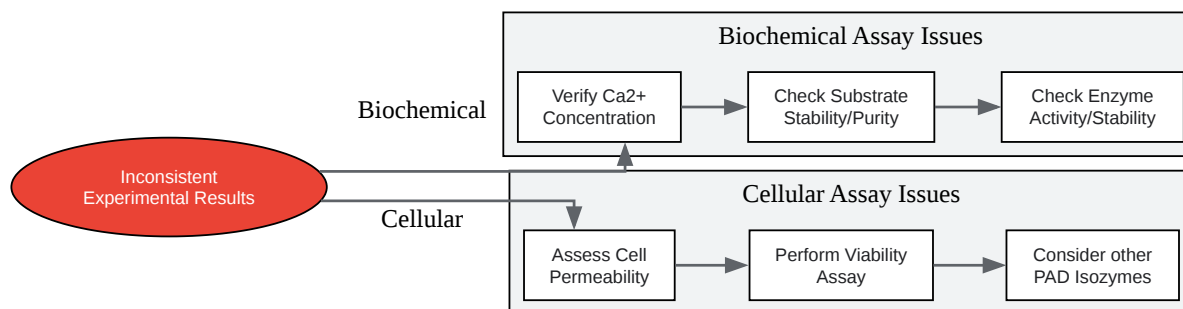 Biochemical Assay Issues
Verify Ca2+
Concentration
Check Substrate
Stability/Purity
Check Enzyme
Activity/Stability
Biochemical
Inconsistent
Experimental Results
Cellular
Cellular Assay Issues
Assess Cell
Permeability
Perform Viability
Assay
Consider other
PAD Isozymes